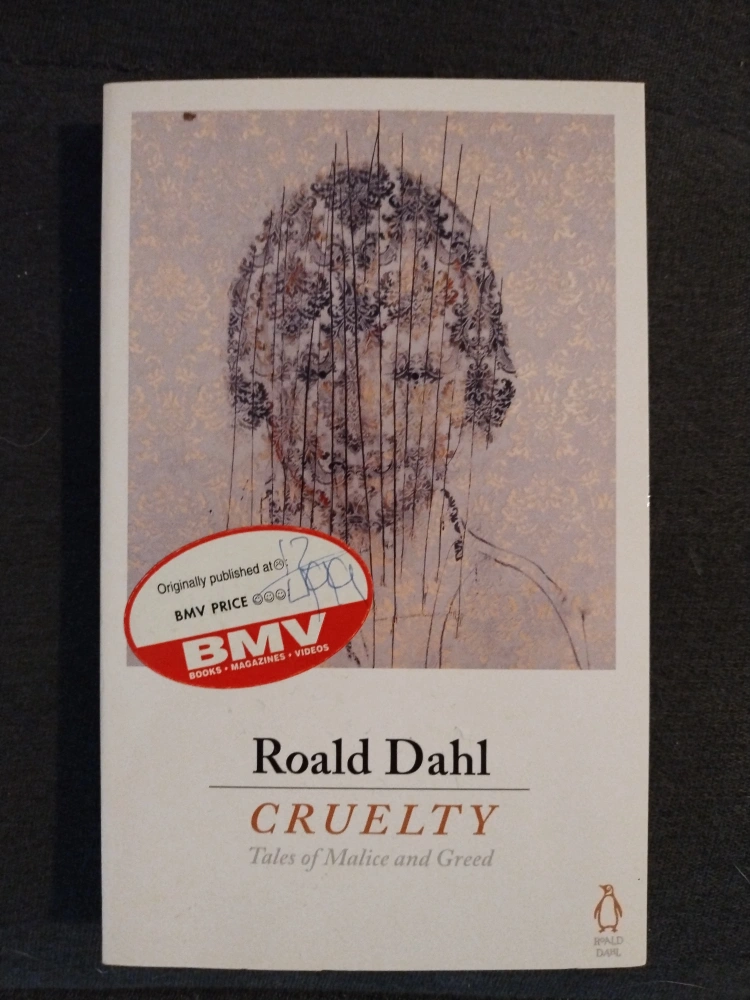 Originally published at
BMV PRICE
BMV
BOOKS • MAGAZINES • VIDEOS
Roald Dahl
CRUELTY
Tales of Malice and Greed
ROALD
DAHL